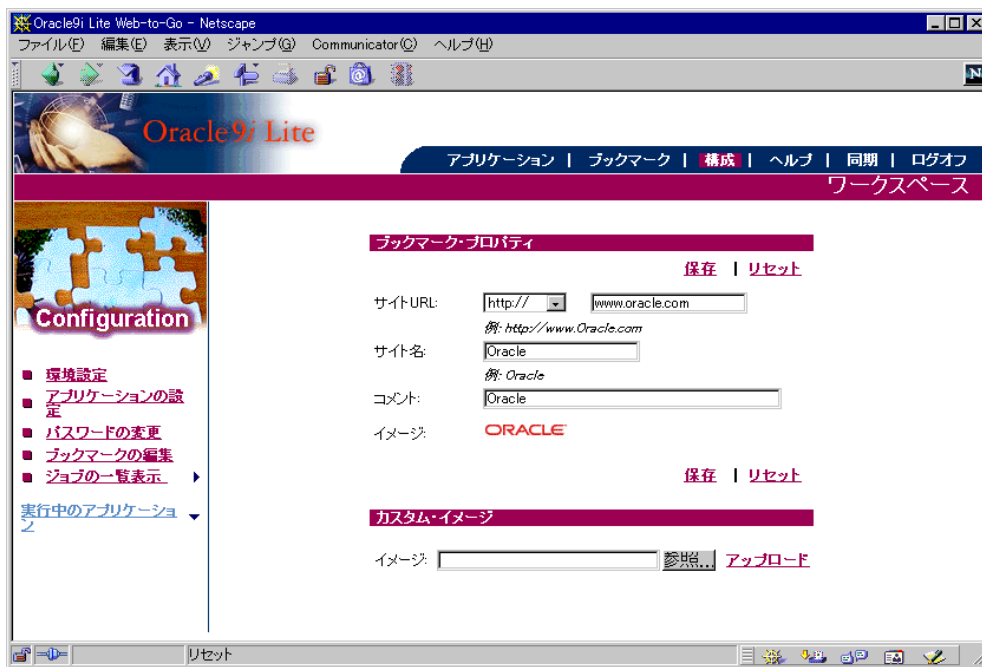 Oracle9i Lite Web-to-Go - Netscape
ファイル(F) 編集(E) 表示(V) ジャンプ(G) Communicator(C) ヘルプ(H)
N
Oracle9i Lite
アプリケーション | ブックマーク | 構成 | ヘルプ | 同期 | ログオフ
ワークスペース
Configuration
環境設定
アプリケーションの設
定
パスワードの変更
ブックマークの編集
ジョブの一覧表示
実行中のアプリケーショ
ン
ブックマーク・プロパティ
保存 | リセット
サイトURL: http:// www.oracle.com
例: http://www.Oracle.com
サイト名: Oracle
例: Oracle
コメント: Oracle
イメージ: ORACLE
保存 | リセット
カスタム・イメージ
イメージ: 参照... アップロード
リセット